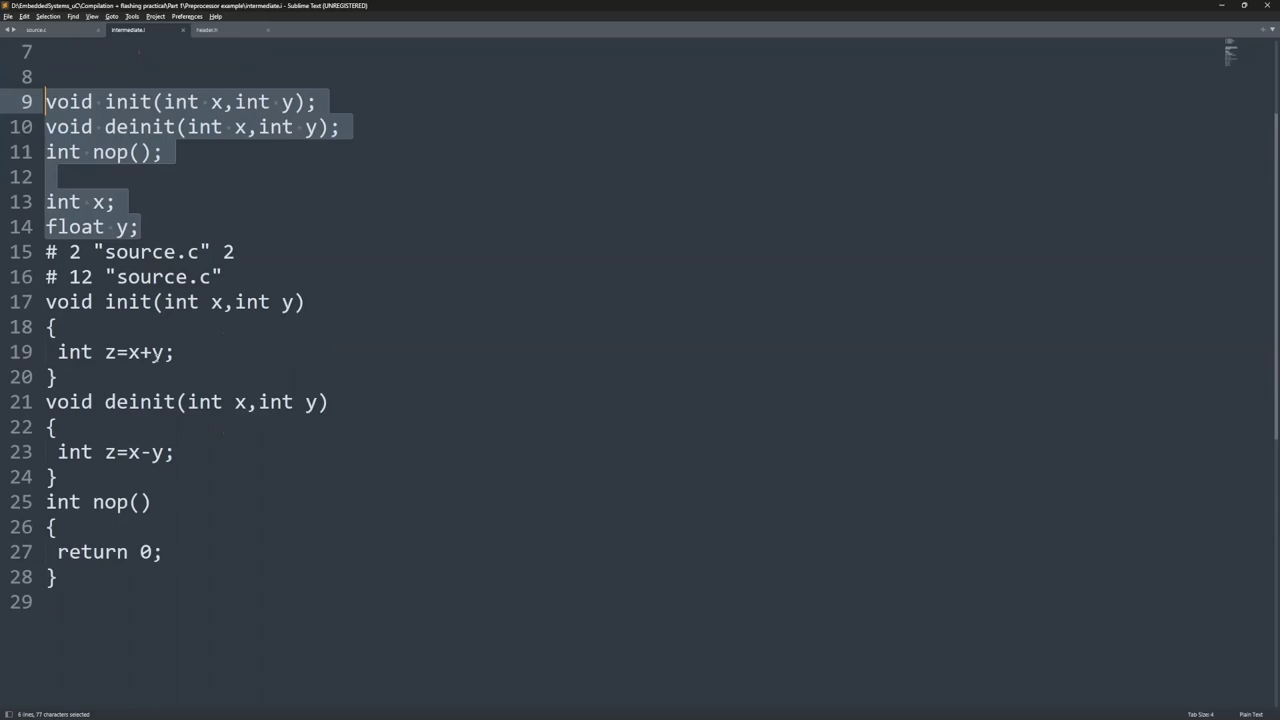 D:\EmbeddedSystems_uC\Compilation + flashing practical\Part 1\Preprocessor example\intermediate.i - Sublime Text (UNREGISTERED)
File Edit Selection Find View Goto Tools Project Preferences Help
source.c intermediate.i header.h
7
8
9 void init(int x,int y);
10 void deinit(int x,int y);
11 int nop();
12
13 int x;
14 float y;
15 # 2 "source.c" 2
16 # 12 "source.c"
17 void init(int x,int y)
18 {
19 int z=x+y;
20 }
21 void deinit(int x,int y)
22 {
23 int z=x-y;
24 }
25 int nop()
26 {
27 return 0;
28 }
29
6 lines, 77 characters selected Tab Size: 4 Plain Text